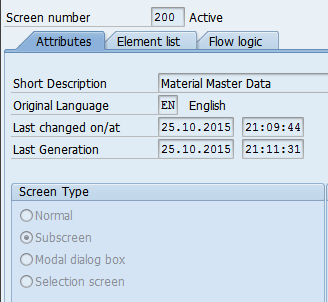 Screen number 200 Active
Attributes Element list Flow logic
Short Description Material Master Data
Original Language EN English
Last changed on/at 25.10.2015 21:09:44
Last Generation 25.10.2015 21:11:31
Screen Type
Normal
Subscreen
Modal dialog box
Selection screen